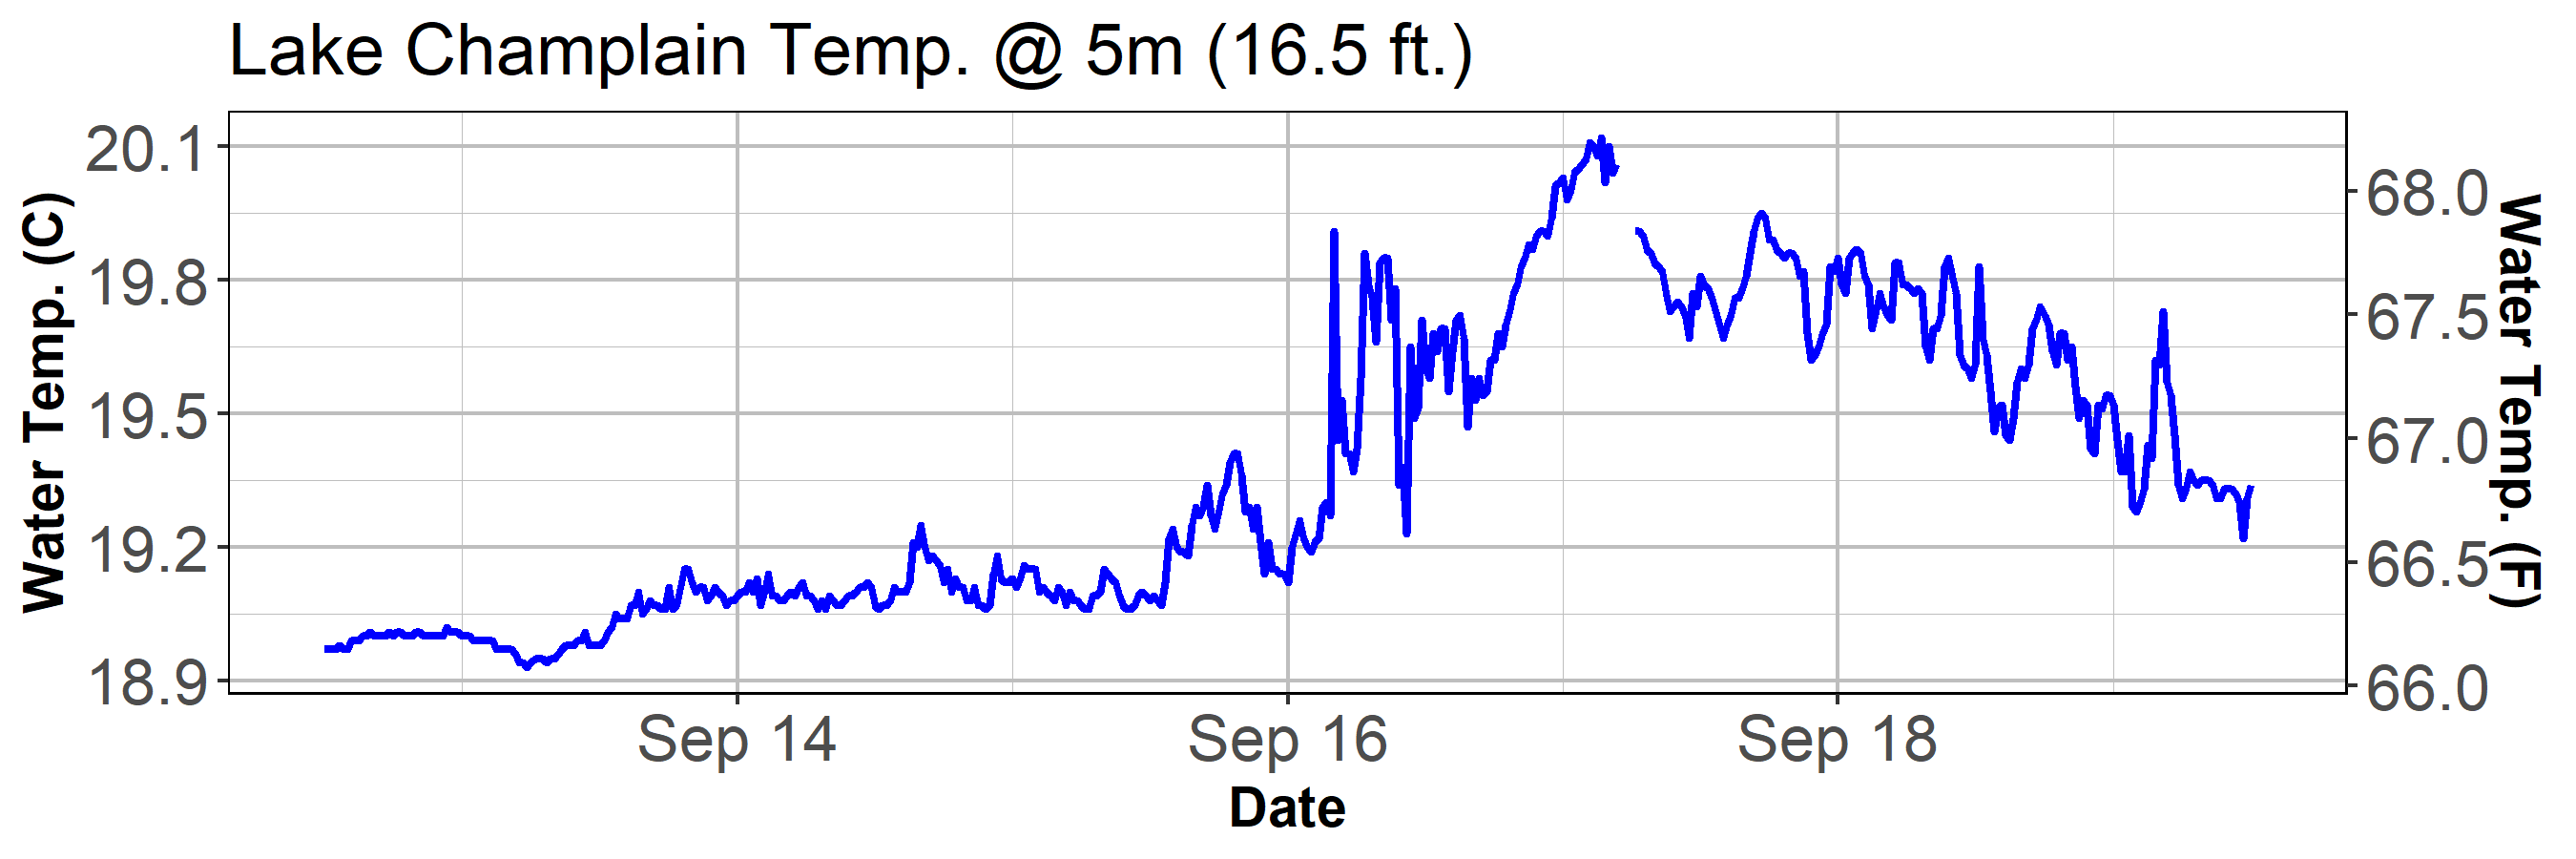 Lake Champlain Temp. @ 5m (16.5 ft.)
Water Temp. (C)
20.1
19.8
19.5
19.2
18.9
68.0
67.5
67.0
66.5
66.0
Water Temp. (F)
Sep 14
Sep 16
Sep 18
Date